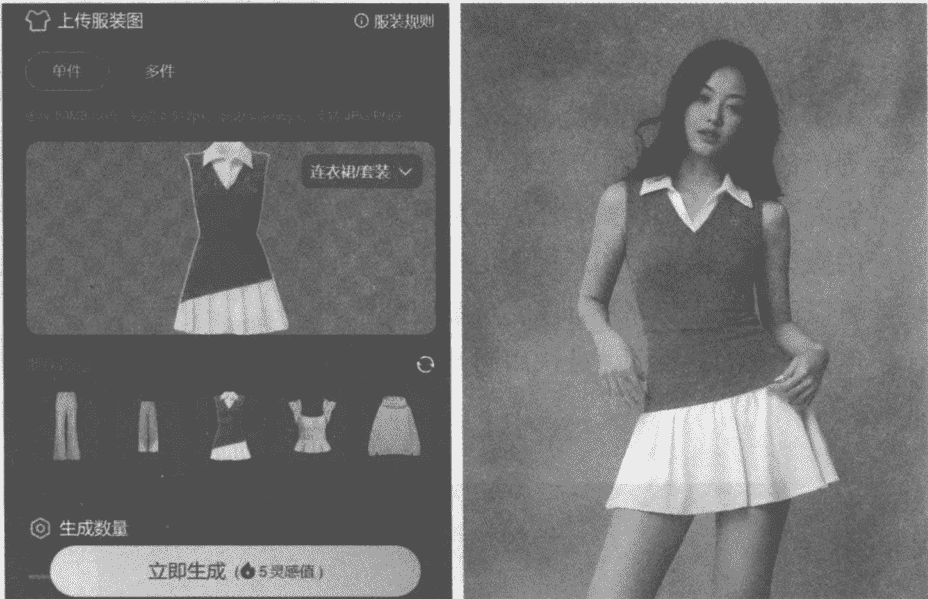 上传服装图
服装规则
单件
多件
连衣裙/套装
生成数量
立即生成（5灵感值）